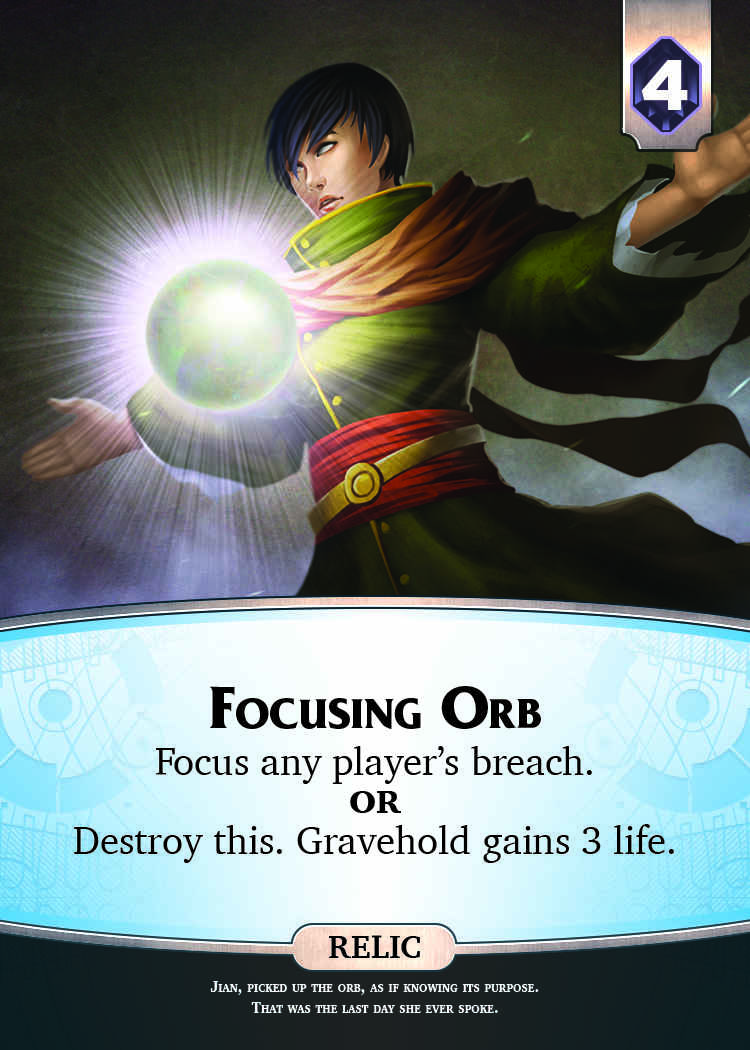 4
Focusing Orb
Focus any player's breach.
OR
Destroy this. Gravehold gains 3 life.
RELIC
Jian, picked up the orb, as if knowing its purpose.
That was the last day she ever spoke.